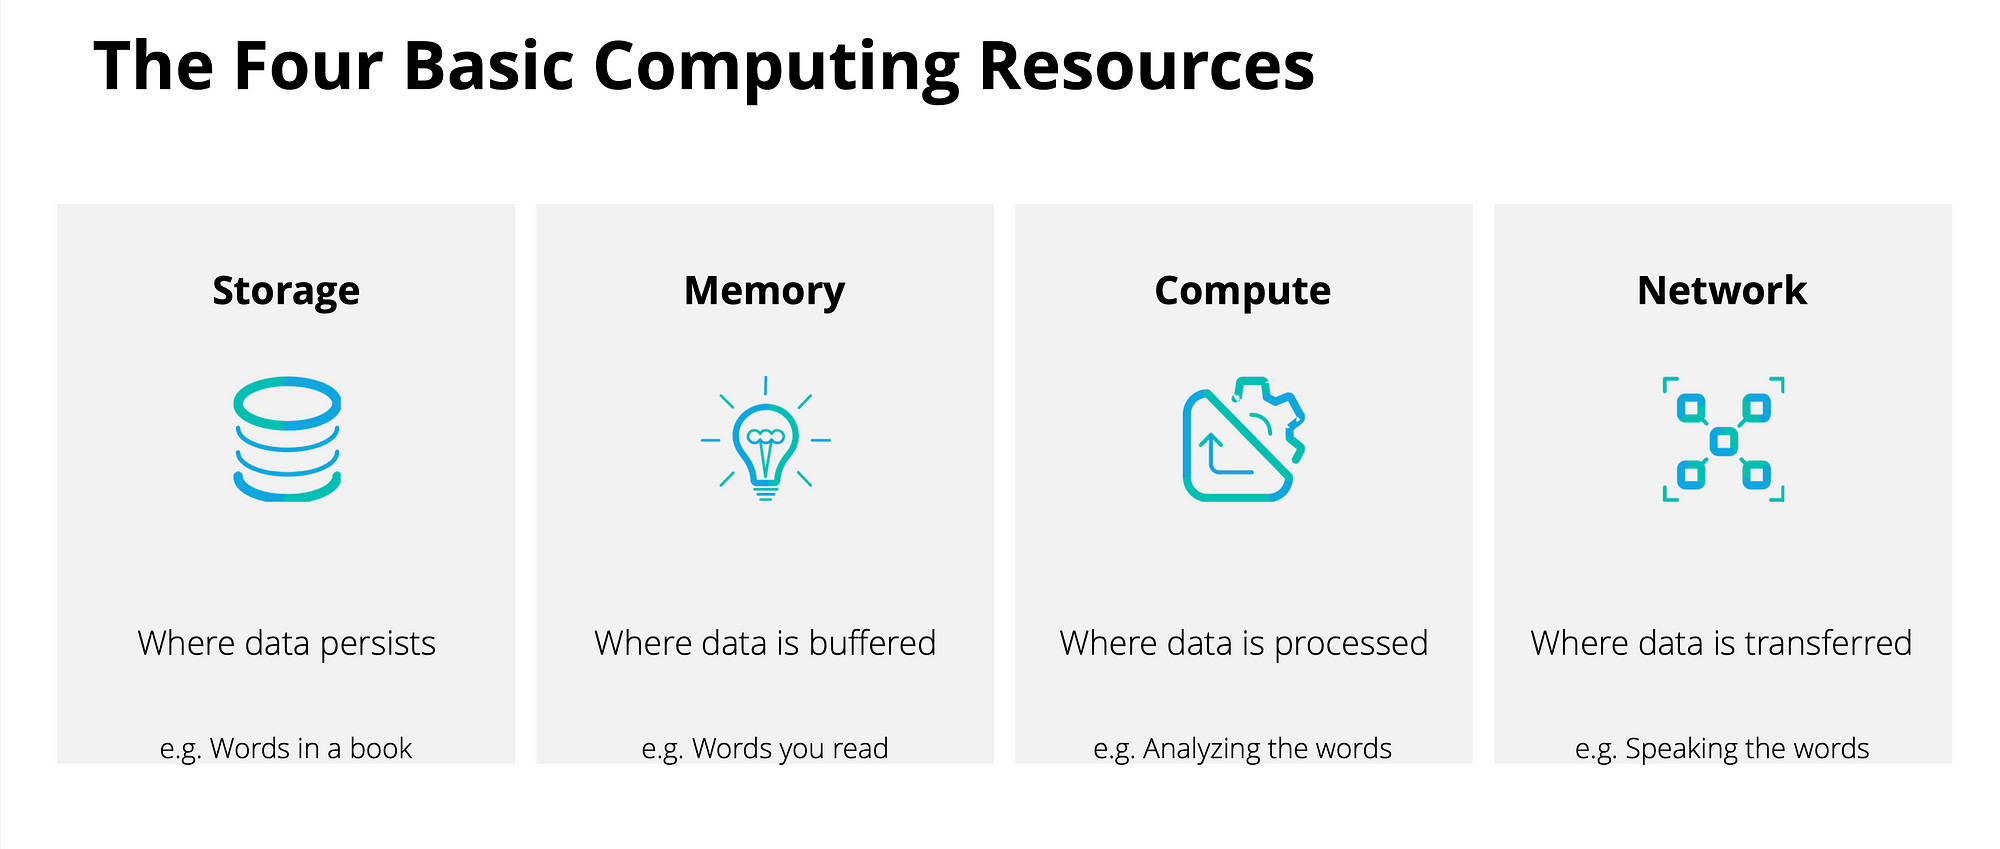 The Four Basic Computing Resources
Storage
Where data persists
e.g. Words in a book
Memory
Where data is buffered
e.g. Words you read
Compute
Where data is processed
e.g. Analyzing the words
Network
Where data is transferred
e.g. Speaking the words